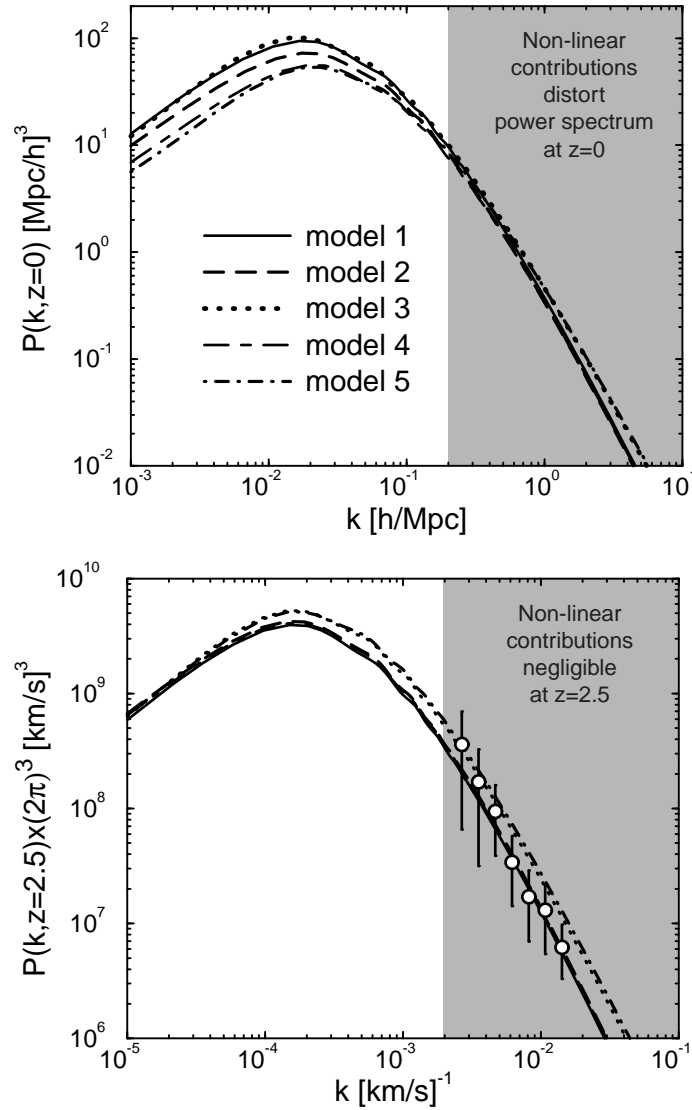 10²
10¹
10⁰
10⁻¹
10⁻²
P(k,z=0) [Mpc/h]³
Non-linear
contributions
distort
power spectrum
at z=0
model 1
model 2
model 3
model 4
model 5
10⁻³
10⁻²
10⁻¹
10⁰
10¹
k [h/Mpc]
10¹⁰
10⁹
10⁸
10⁷
10⁶
P(k,z=2.5)x(2π)³ [km/s]³
Non-linear
contributions
negligible
at z=2.5
10⁻⁵
10⁻⁴
10⁻³
10⁻²
10⁻¹
k [km/s]⁻¹